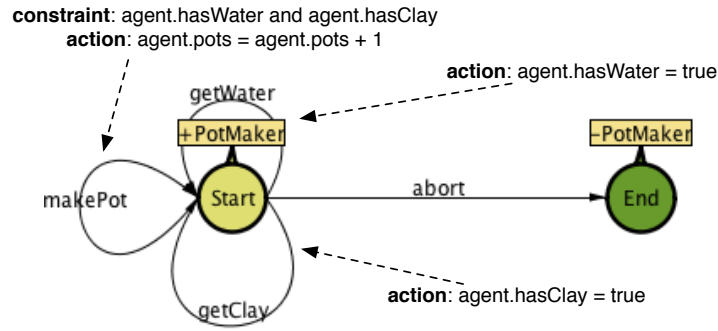 constraint: agent.hasWater and agent.hasClay
action: agent.pots = agent.pots + 1
action: agent.hasWater = true
getWater
+PotMaker
-PotMaker
makePot
Start
abort
End
getClay
action: agent.hasClay = true